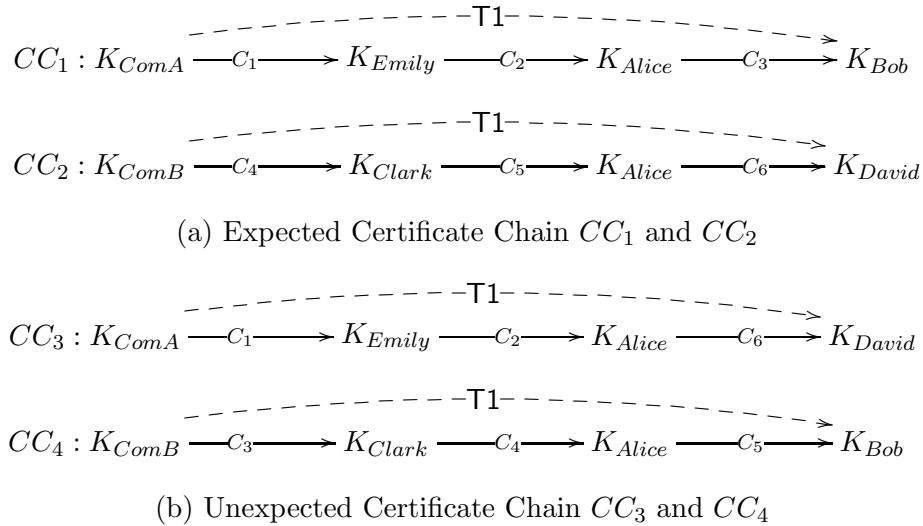 T1
CC1 : KComA C1 KEmily C2 KAlice C3 KBob
T1
CC2 : KComB C4 KClark C5 KAlice C6 KDavid
(a) Expected Certificate Chain CC1 and CC2
T1
CC3 : KComA C1 KEmily C2 KAlice C6 KDavid
T1
CC4 : KComB C3 KClark C4 KAlice C5 KBob
(b) Unexpected Certificate Chain CC3 and CC4